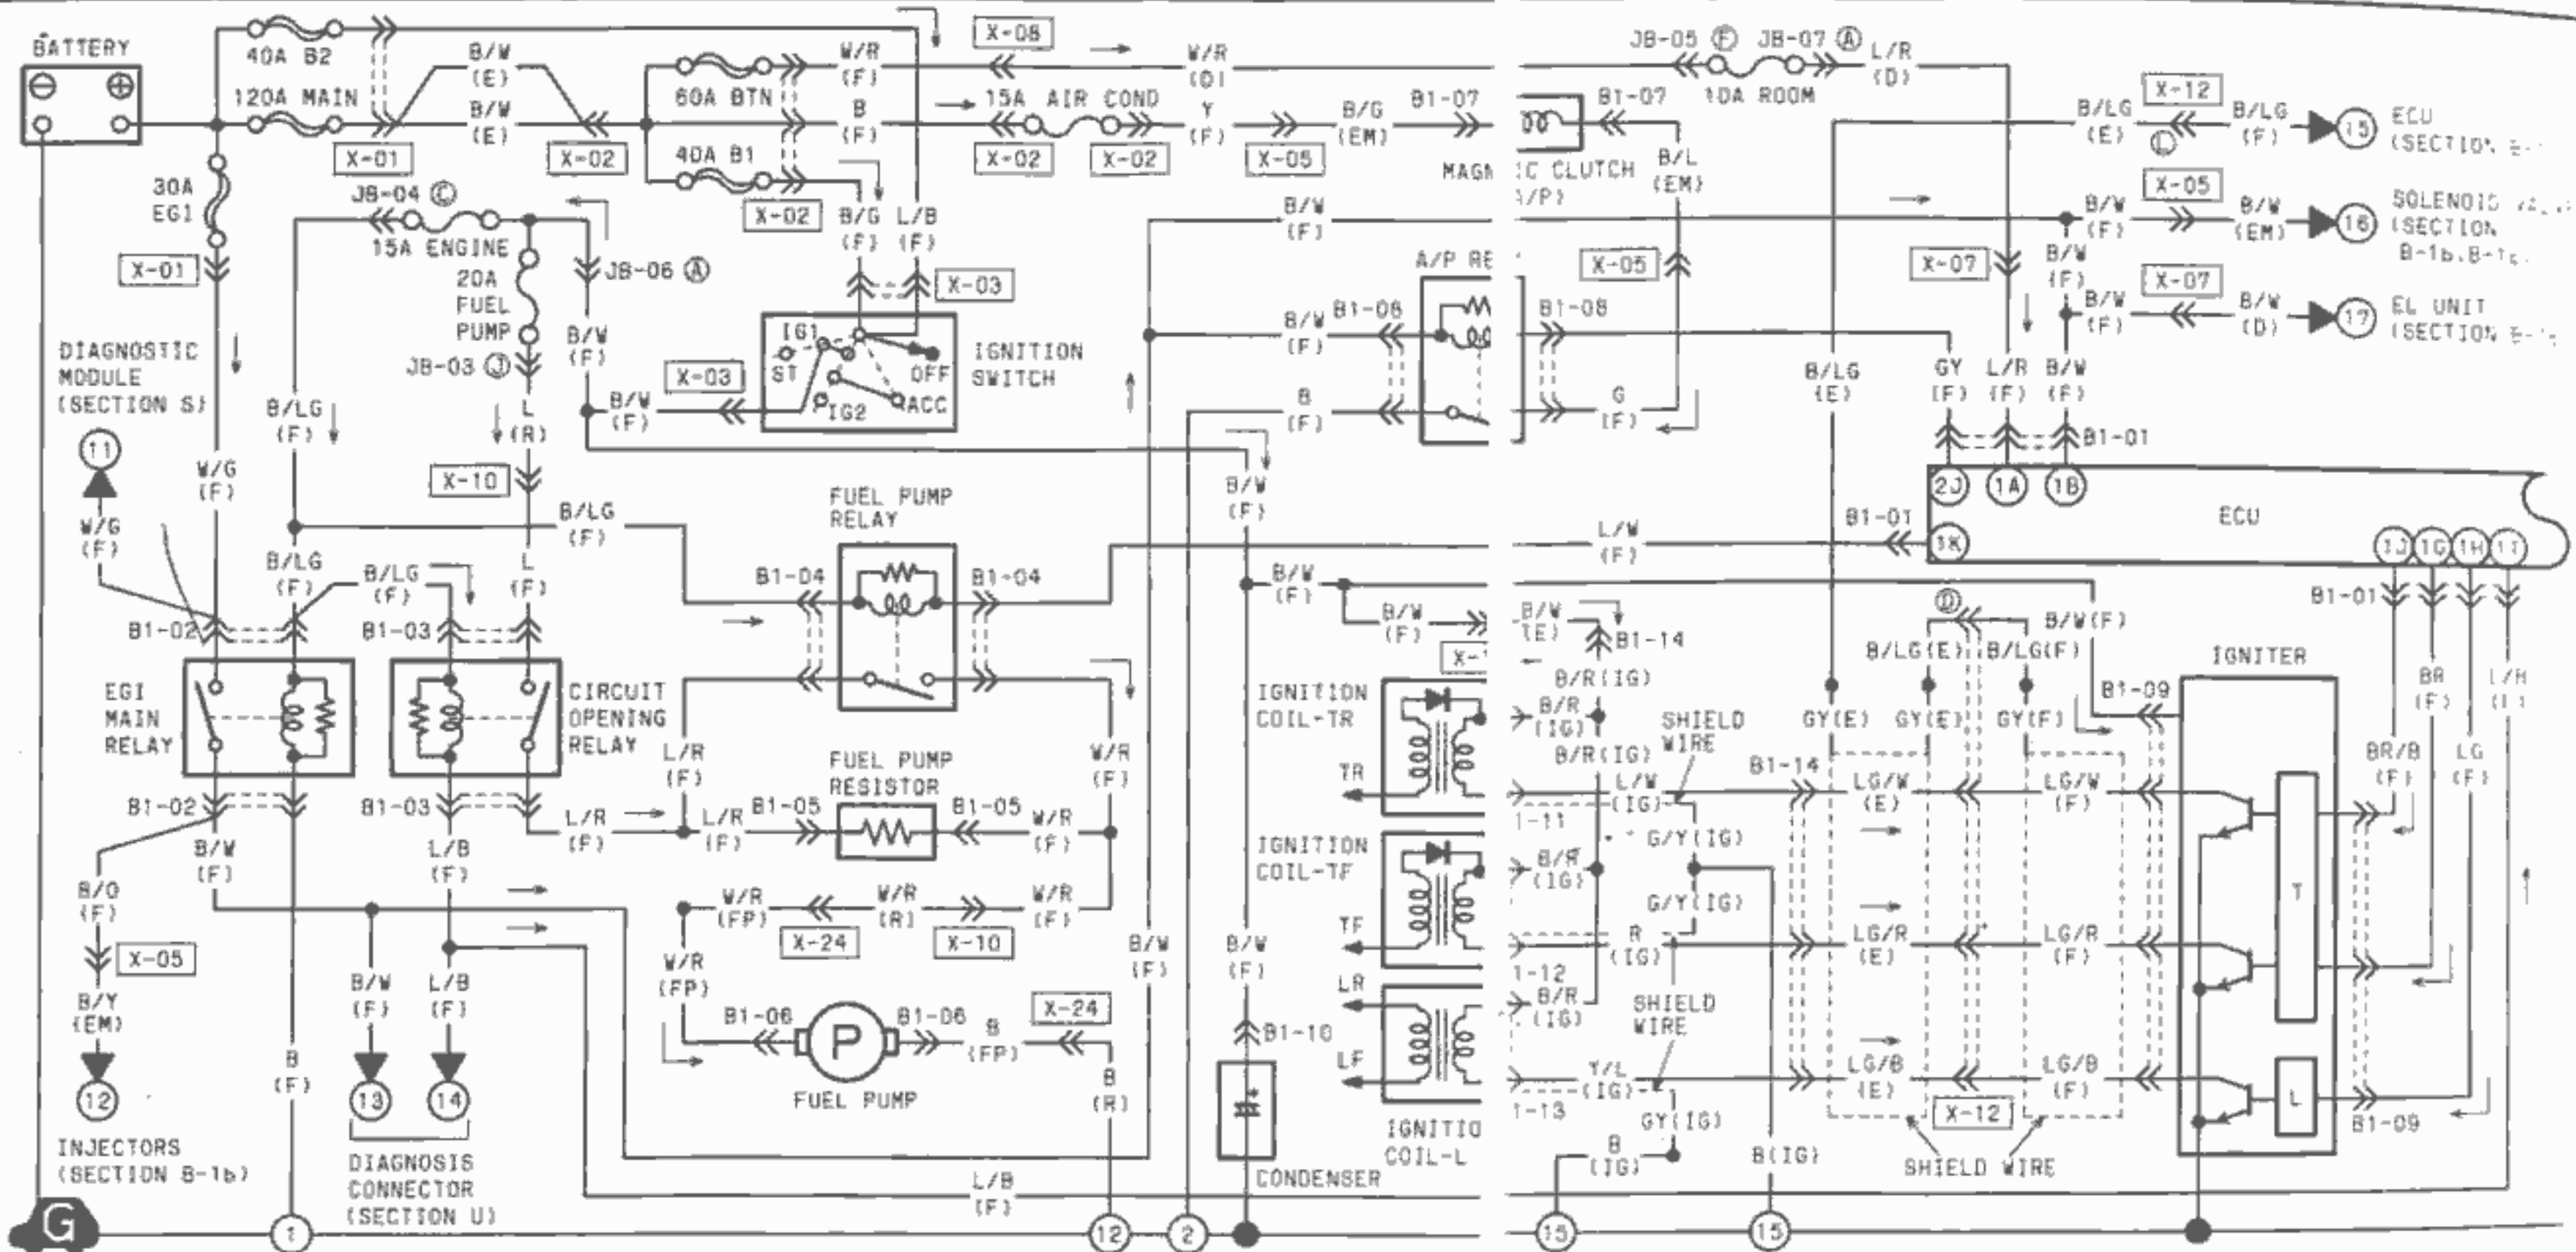 BATTERY
40A B2
120A MAIN
X-01
B/W
(E)
B/W
(E)
X-02
60A BTN
40A B1
X-02
W/R
(F)
B
(F)
X-08
W/R
(D)
15A AIR COND
X-02
X-02
Y
(F)
X-05
B/G
(EM)
B1-07
JB-05 F
JB-07 A
10A ROOM
L/R
(D)
B1-07
B/L
(EM)
X-12
B/LG
(E)
L
B/LG
(F)
15
ECU
X-05
B/W
(F)
B/W
(EM)
16
(SECTION
X-07
B/W
(F)
B/W
(D)
17
EL UNIT
30A
EGI
X-01
JB-04 C
15A ENGINE
20A
FUEL
PUMP
JB-03 J
JB-06 A
B/G
(F)
L/B
(F)
X-03
IG1
ST
IG2
OFF
ACC
IGNITION
SWITCH
X-03
B/W
(F)
B/W
(F)
B/W
(F)
CLUTCH
X-05
X-07
B/W
(F)
B/W
(F)
B1-08
B
(F)
B1-08
G
(F)
B/LG
(E)
GY
(F)
L/R
(F)
B/W
(F)
B1-01
2J
1A
1B
ECU
1K
B1-01
1J
1G
1H
1I
B1-01
DIAGNOSTIC
MODULE
(SECTION S)
11
W/G
(F)
W/G
(F)
B/LG
(F)
L
(R)
X-10
B/LG
(F)
B/LG
(F)
B/LG
(F)
L
(F)
B1-02
B1-03
FUEL PUMP
RELAY
B1-04
B1-04
L/W
(F)
B/W
(F)
B/W
(F)
B/W
(F)
B/W
(E)
B1-14
B/R(IG)
B/R
(IG)
B/R(IG)
SHIELD
WIRE
D
B/LG(E)
B/LG(F)
B/W(F)
GY(E)
GY(E)
GY(F)
B1-09
IGNITER
BR
(F)
BR/B
(F)
LG
(F)
EGI
MAIN
RELAY
CIRCUIT
OPENING
RELAY
B1-02
B1-03
L/R
(F)
L/R
(F)
L/R
(F)
FUEL PUMP
RESISTOR
B1-05
B1-05
W/R
(F)
W/R
(F)
IGNITION
COIL-TR
TR
L/W
(IG)
B1-14
LG/W
(E)
LG/W
(F)
T
B/O
(F)
X-05
B/Y
(EM)
12
INJECTORS
(SECTION B-1b)
B/W
(F)
L/B
(F)
B
(F)
B/W
(F)
L/B
(F)
13
14
DIAGNOSIS
CONNECTOR
(SECTION U)
W/R
(FP)
X-24
W/R
(R)
X-10
W/R
(F)
W/R
(FP)
B1-06
P
B1-06
FUEL PUMP
B
(FP)
X-24
B
(R)
B/W
(F)
B/W
(F)
B1-10
CONDENSER
IGNITION
COIL-TF
TF
B/R
(IG)
G/Y(IG)
G/Y(IG)
R
(IG)
LG/R
(E)
LG/R
(F)
LR
LF
COIL-L
B/R
(IG)
SHIELD
WIRE
Y/L
(IG)
GY(IG)
B
(IG)
B(IG)
LG/B
(E)
LG/B
(F)
X-12
SHIELD WIRE
L
B1-09
L/B
(F)
G
1
12
2
15
15